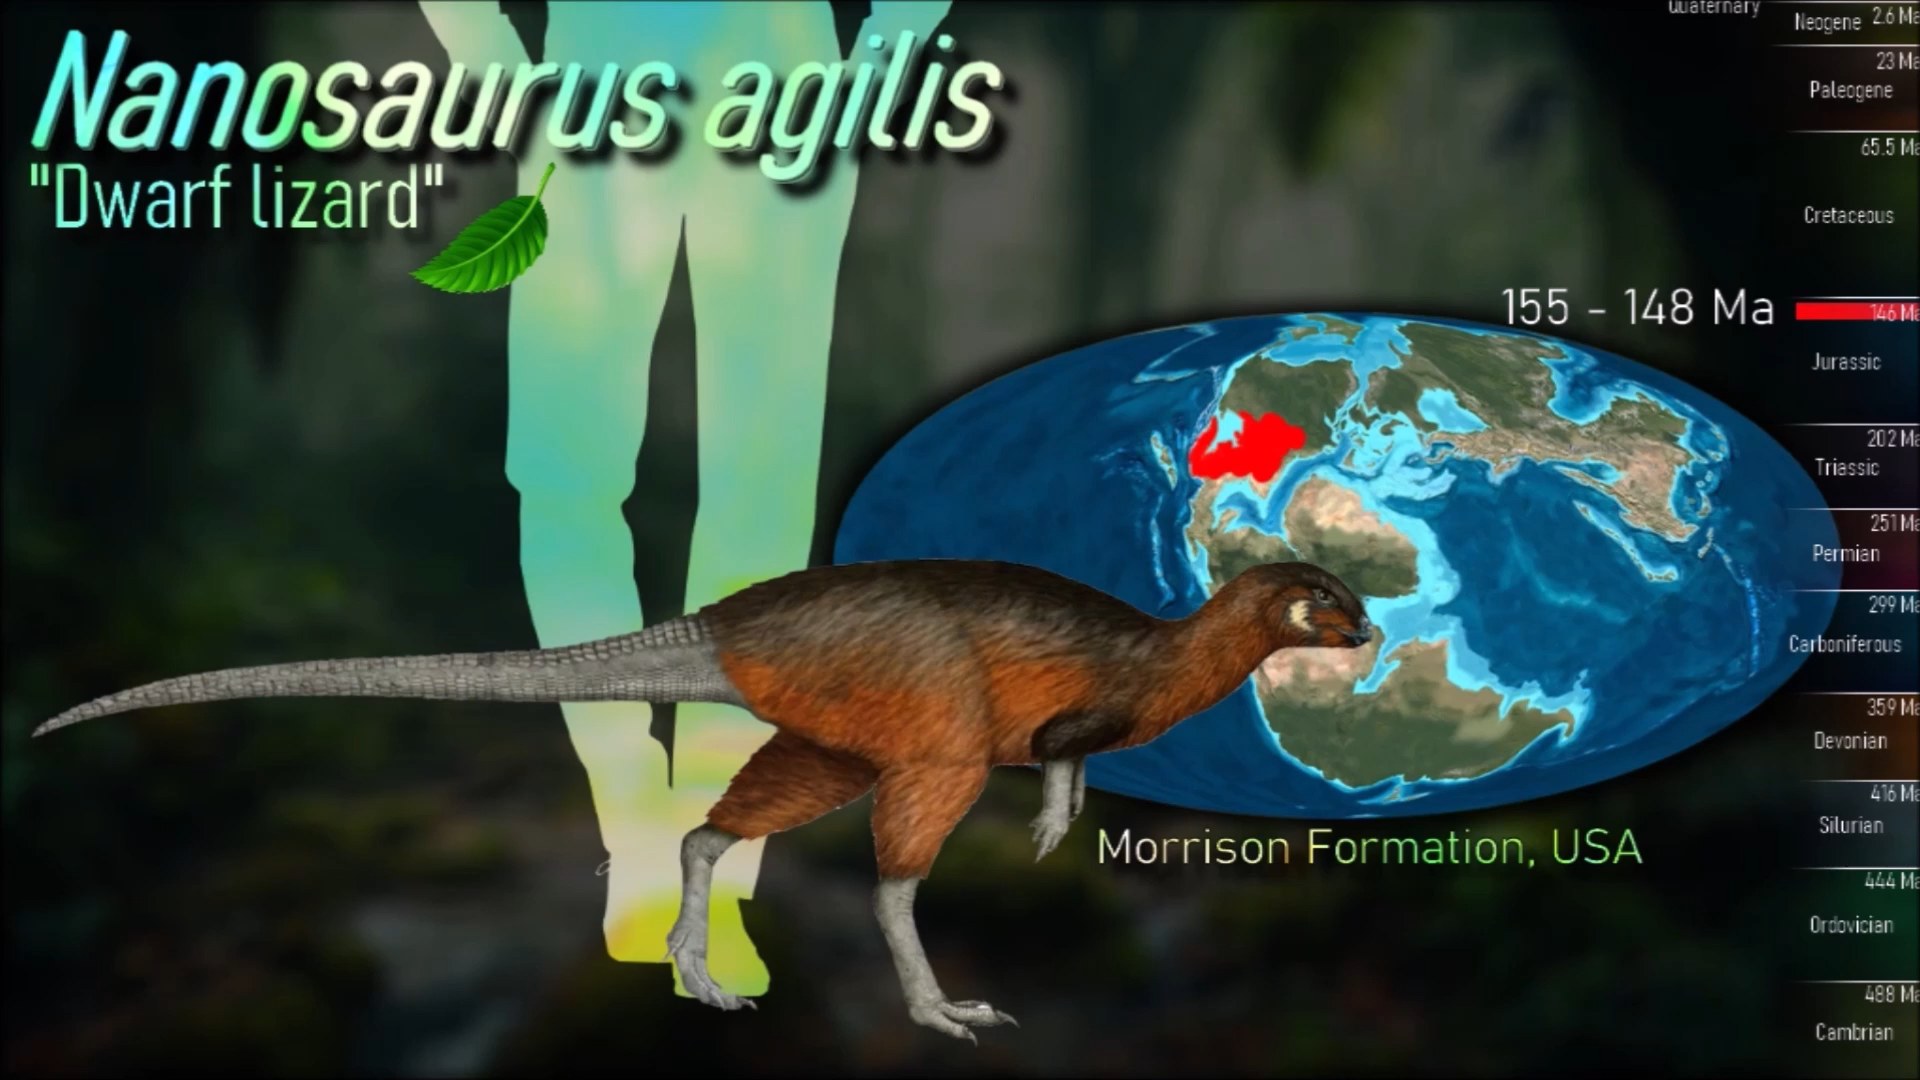 Nanosaurus agilis
"Dwarf lizard"
155 - 148 Ma
Morrison Formation, USA
Quaternary
2.6 Ma
Neogene
23 Ma
Paleogene
65.5 Ma
Cretaceous
146 Ma
Jurassic
202 Ma
Triassic
251 Ma
Permian
299 Ma
Carboniferous
359 Ma
Devonian
416 Ma
Silurian
444 Ma
Ordovician
488 Ma
Cambrian